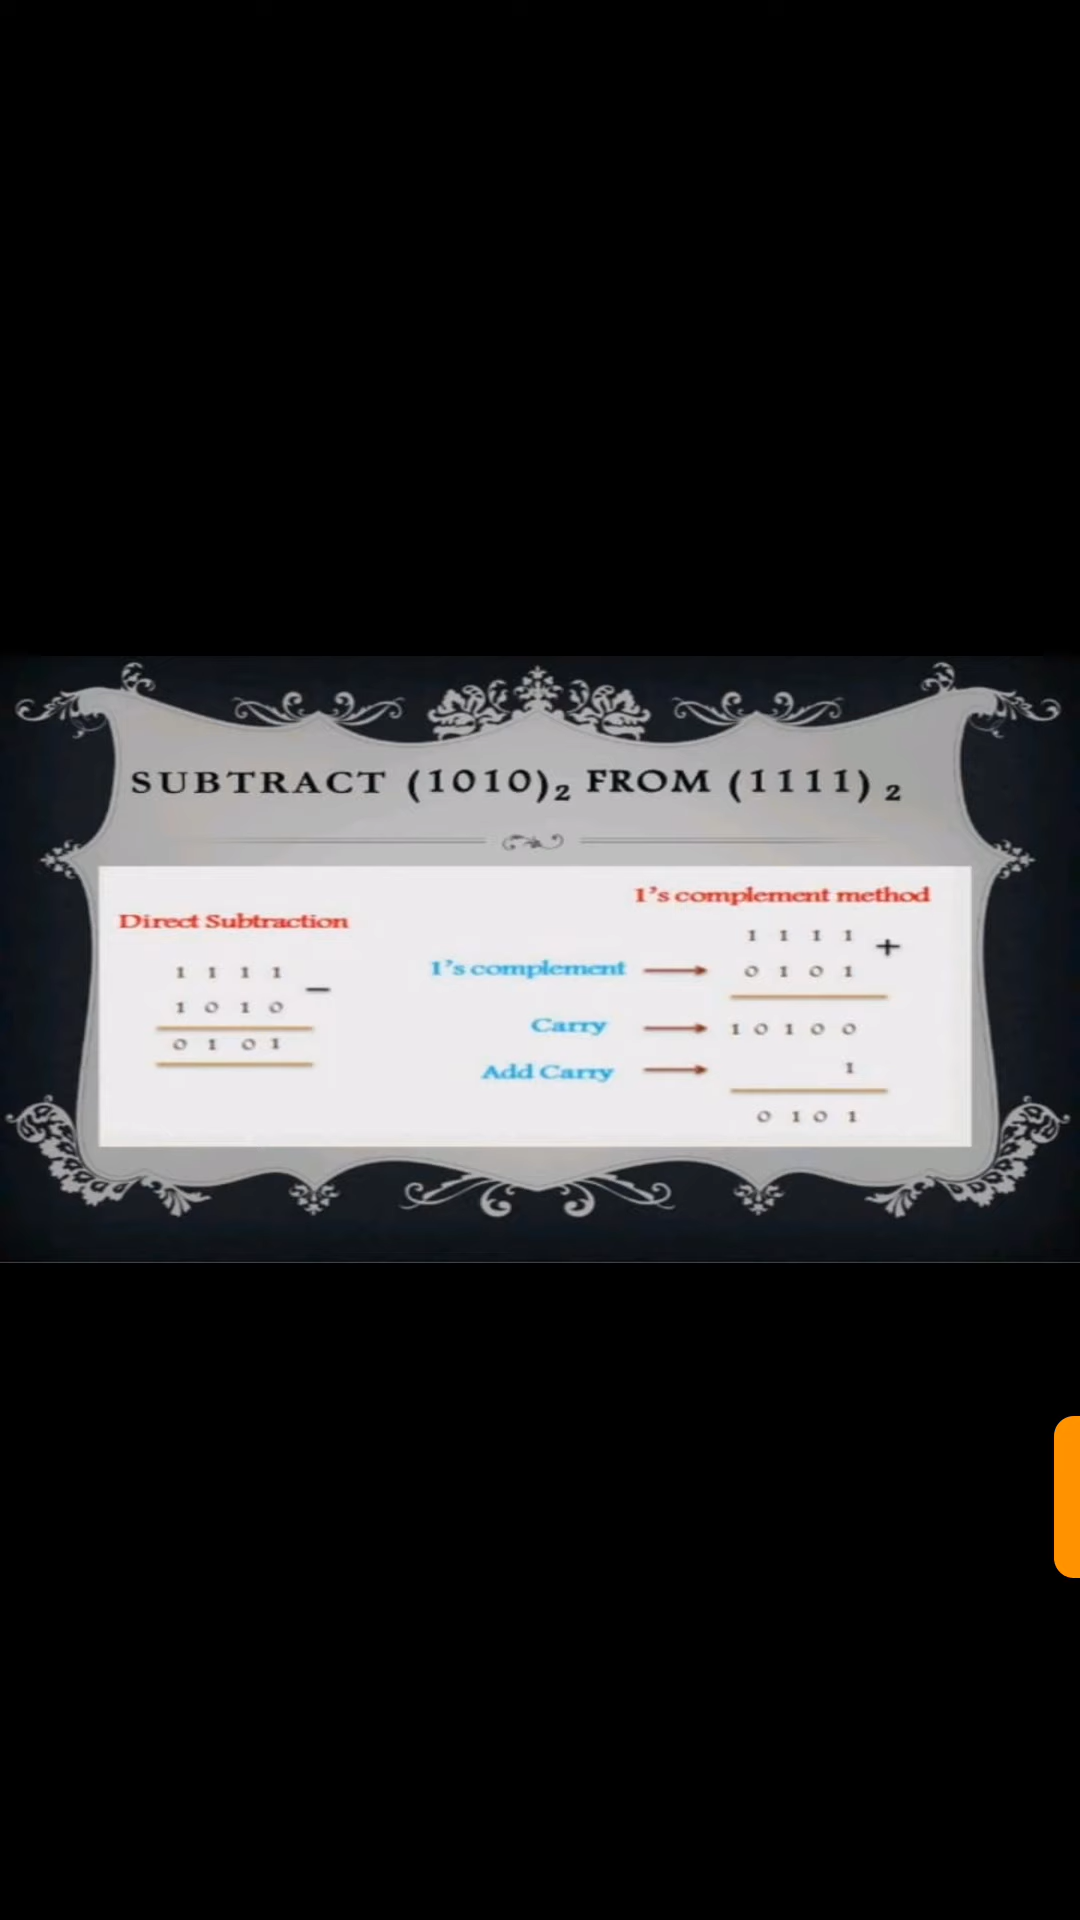 SUBTRACT (1010)₂ FROM (1111) ₂
Direct Subtraction
1 1 1 1
−
1 0 1 0
0 1 0 1
1's complement method
1 1 1 1
+
1's complement → 0 1 0 1
Carry → 1 0 1 0 0
Add Carry → 1
0 1 0 1